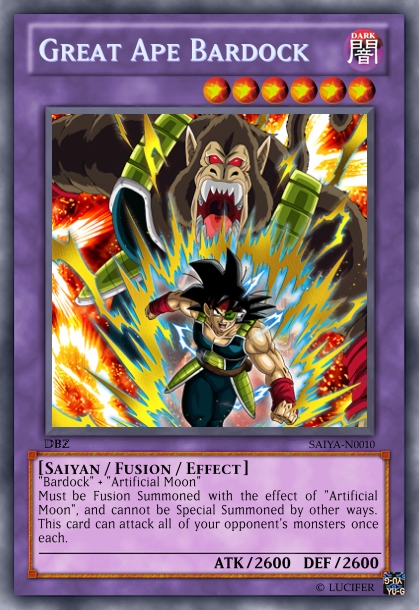 GREAT APE BARDOCK
DARK
闇
DBZ
SAIYA-N0010
[SAIYAN / FUSION / EFFECT]
"Bardock" + "Artificial Moon"
Must be Fusion Summoned with the effect of "Artificial
Moon", and cannot be Special Summoned by other ways.
This card can attack all of your opponent's monsters once
each.
ATK/2600 DEF/2600
© LUCIFER